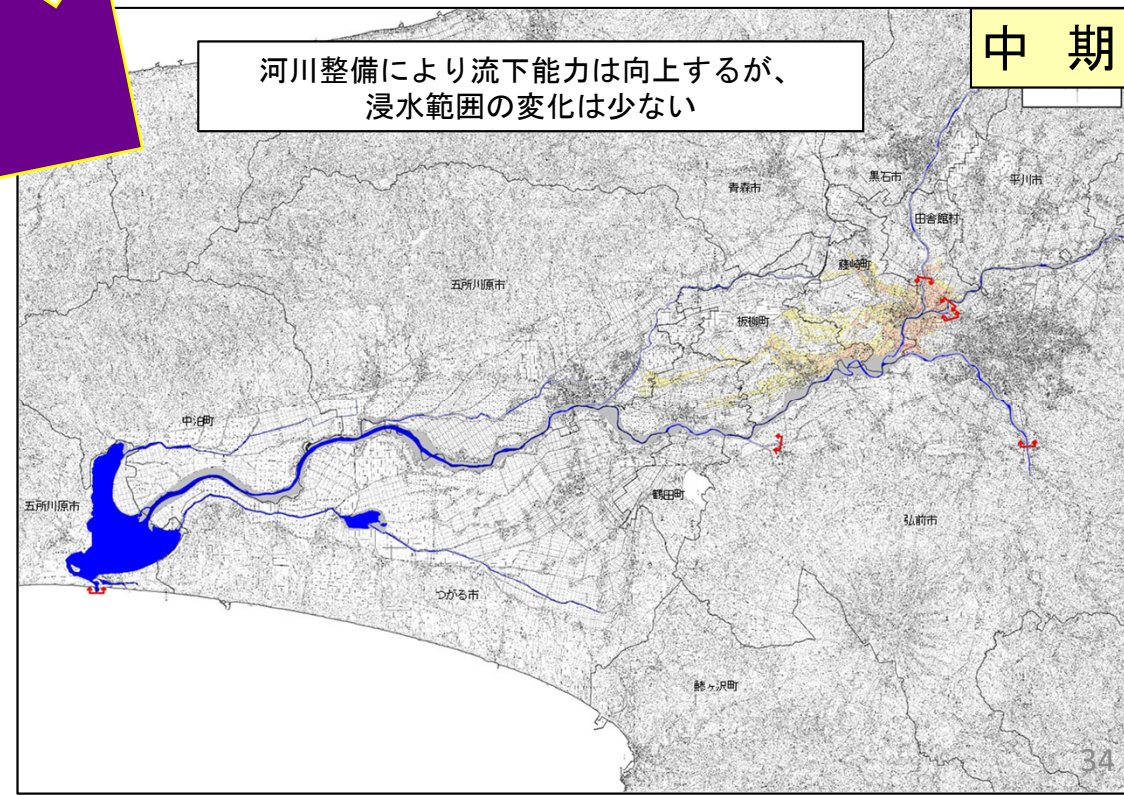 中　期
河川整備により流下能力は向上するが、
浸水範囲の変化は少ない
青森市
黒石市
平川市
田舎館村
藤崎町
五所川原市
板柳町
中泊町
鶴田町
五所川原市
弘前市
つがる市
鰺ヶ沢町
34